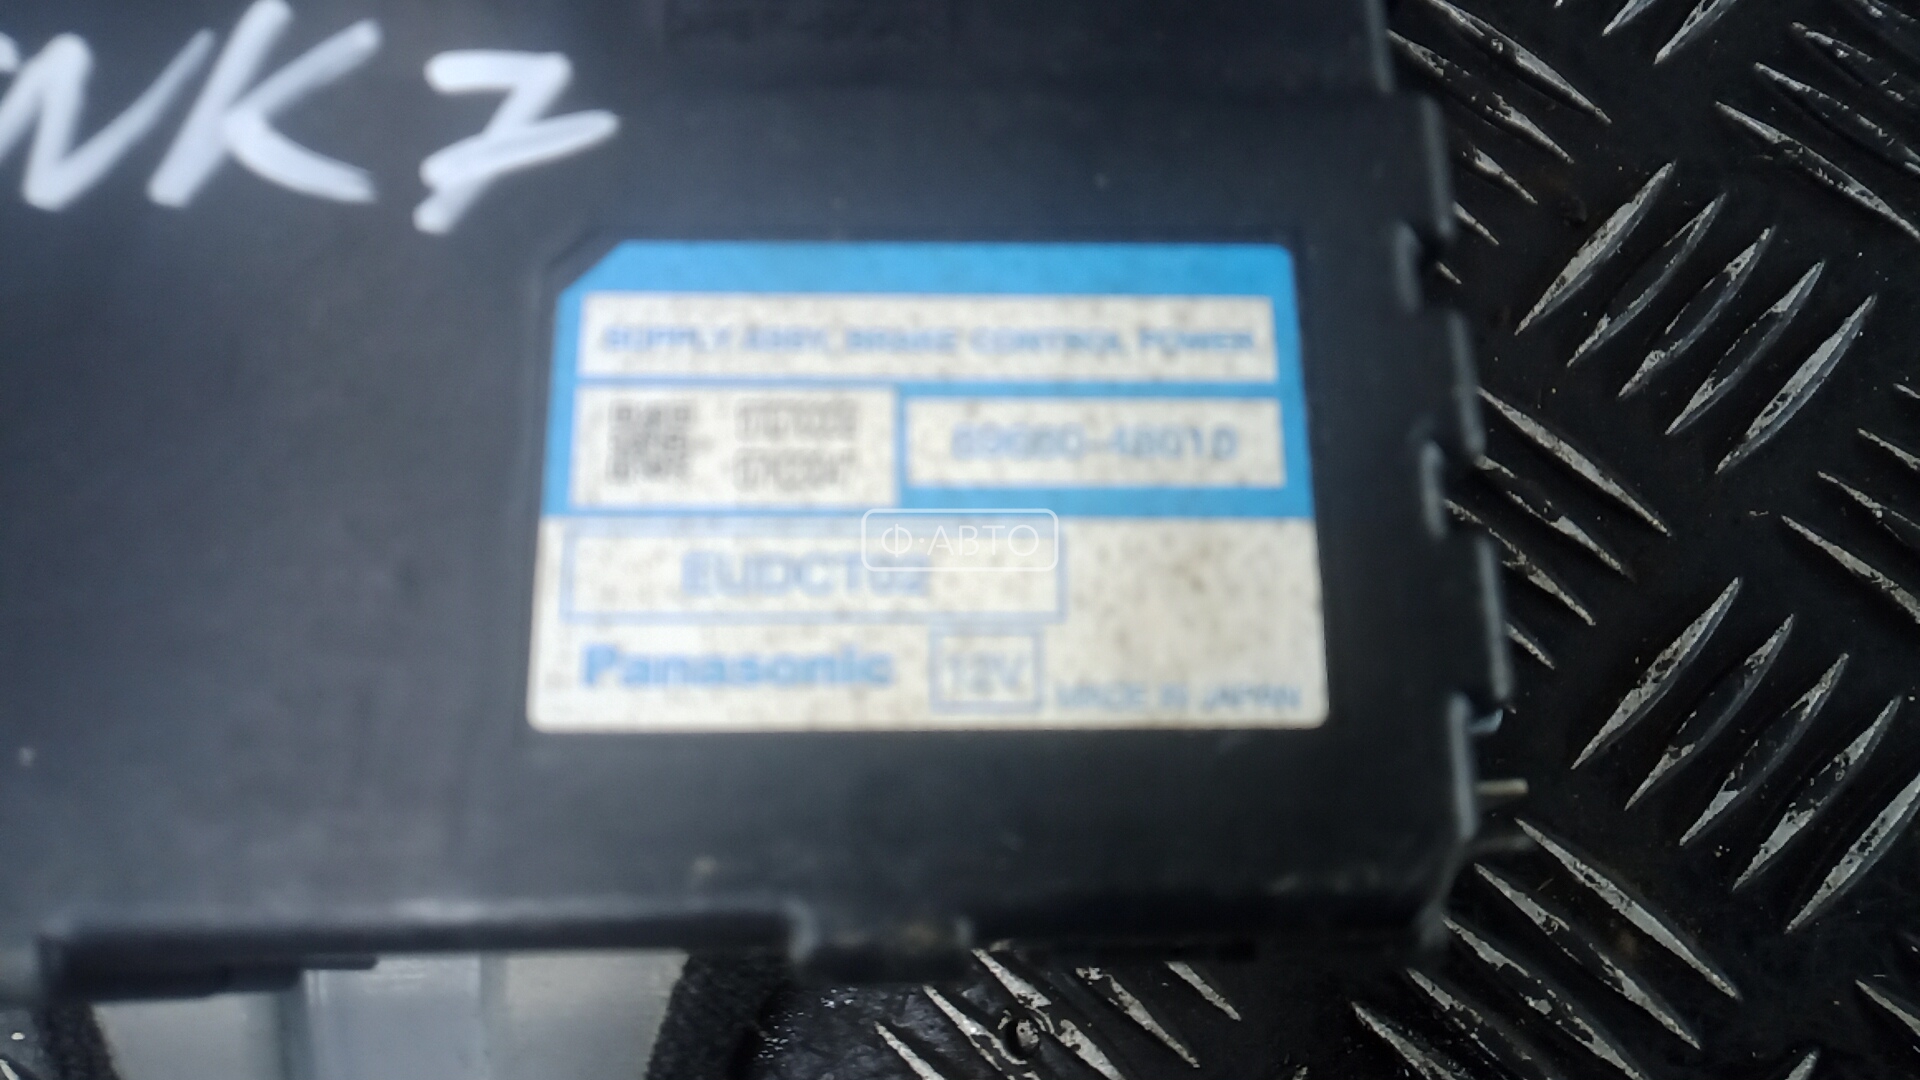 NK7
SUPPLY ASSY, BRAKE CONTROL POWER
89680-48010
Ф·АВТО
EUDCT02
Panasonic
12V
MADE IN JAPAN